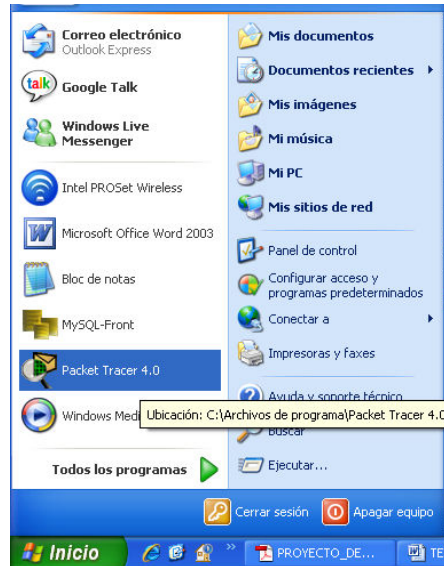 Correo electrónico
Outlook Express
talk
Google Talk
Windows Live
Messenger
Intel PROSet Wireless
Microsoft Office Word 2003
Bloc de notas
MySQL-Front
Packet Tracer 4.0
Windows Medi
Todos los programas
Mis documentos
Documentos recientes
Mis imágenes
Mi música
Mi PC
Mis sitios de red
Panel de control
Configurar acceso y
programas predeterminados
Conectar a
Impresoras y faxes
Ayuda y soporte técnico
Ubicación: C:\Archivos de programa\Packet Tracer 4.0
Buscar
Ejecutar...
Cerrar sesión
Apagar equipo
Inicio
PROYECTO_DE...
TE